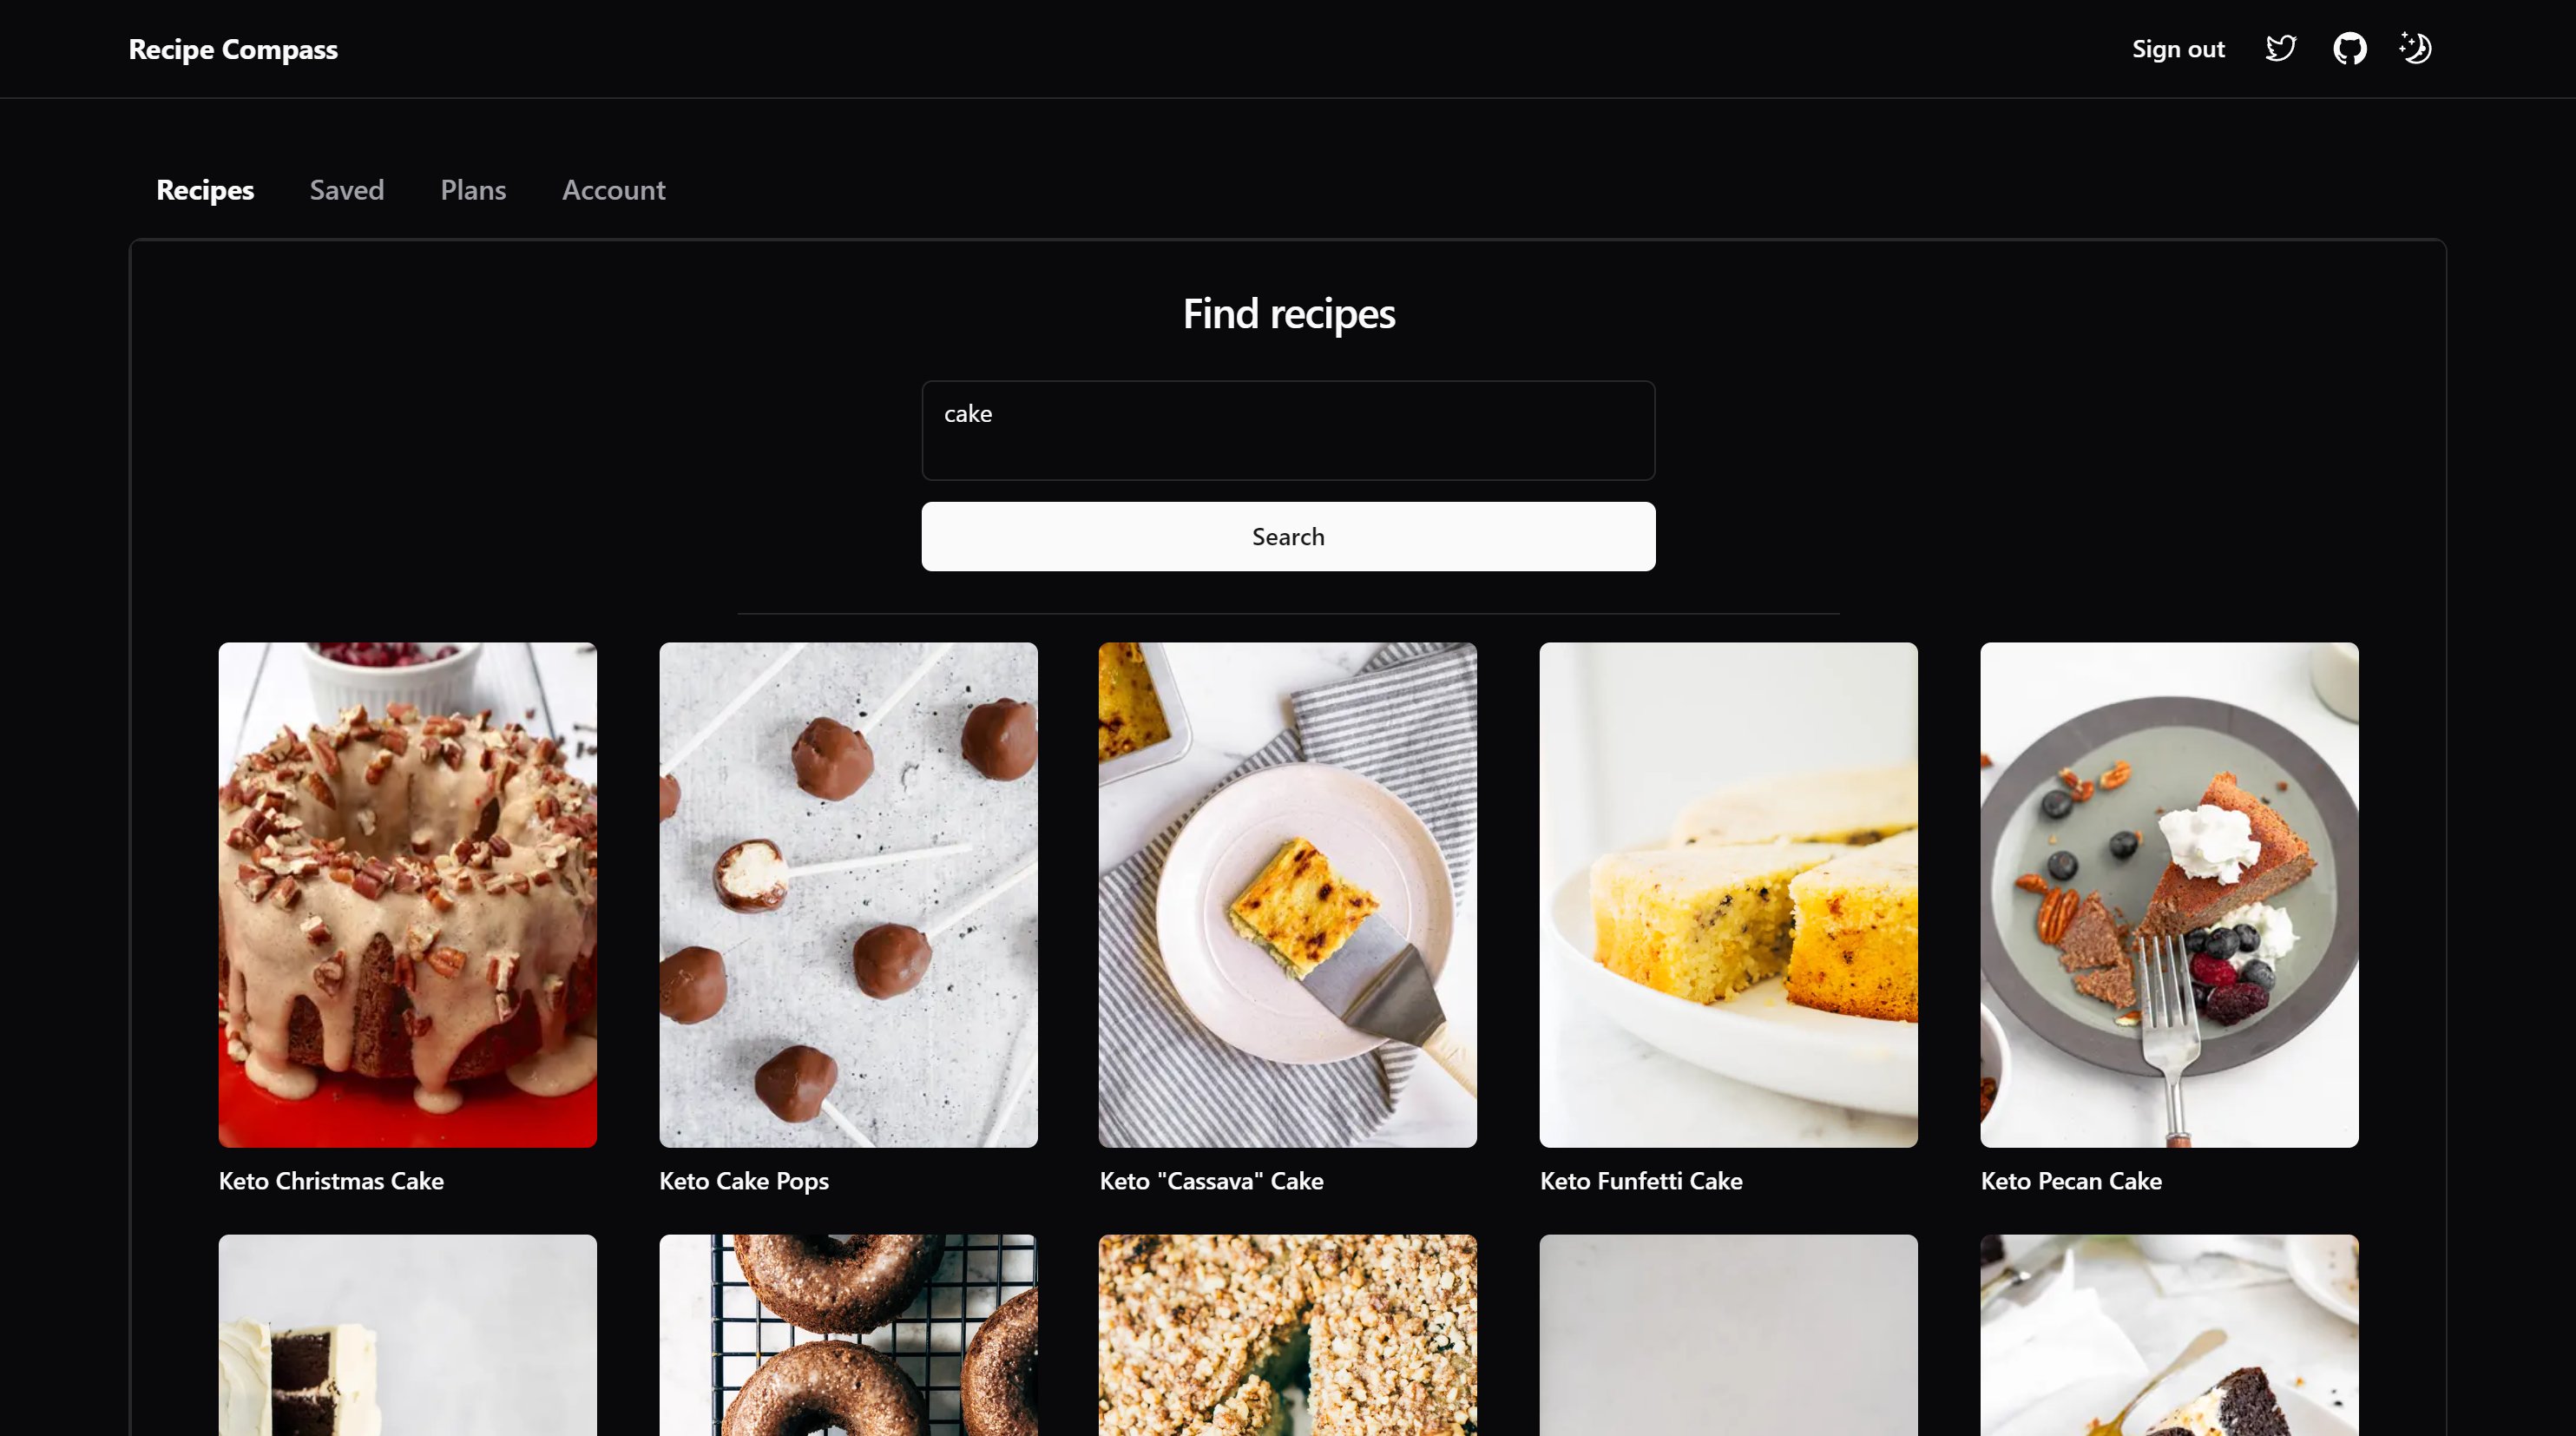 Recipe Compass
Sign out
Recipes Saved Plans Account
Find recipes
cake
Search
Keto Christmas Cake
Keto Cake Pops
Keto "Cassava" Cake
Keto Funfetti Cake
Keto Pecan Cake